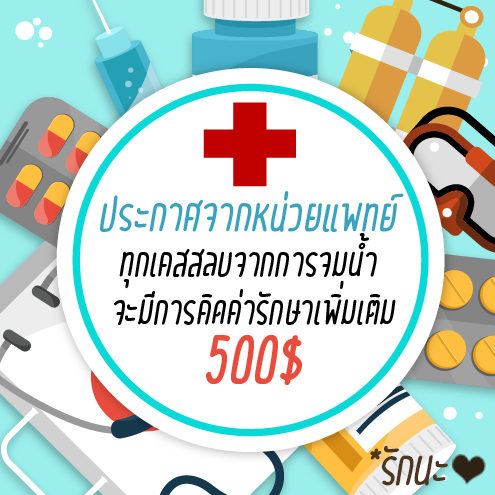 ประกาศจากหน่วยแพทย์
ทุกเคสสลบจากการจมน้ำ
จะมีการคิดค่ารักษาเพิ่มเติม
500$
*รักนะ